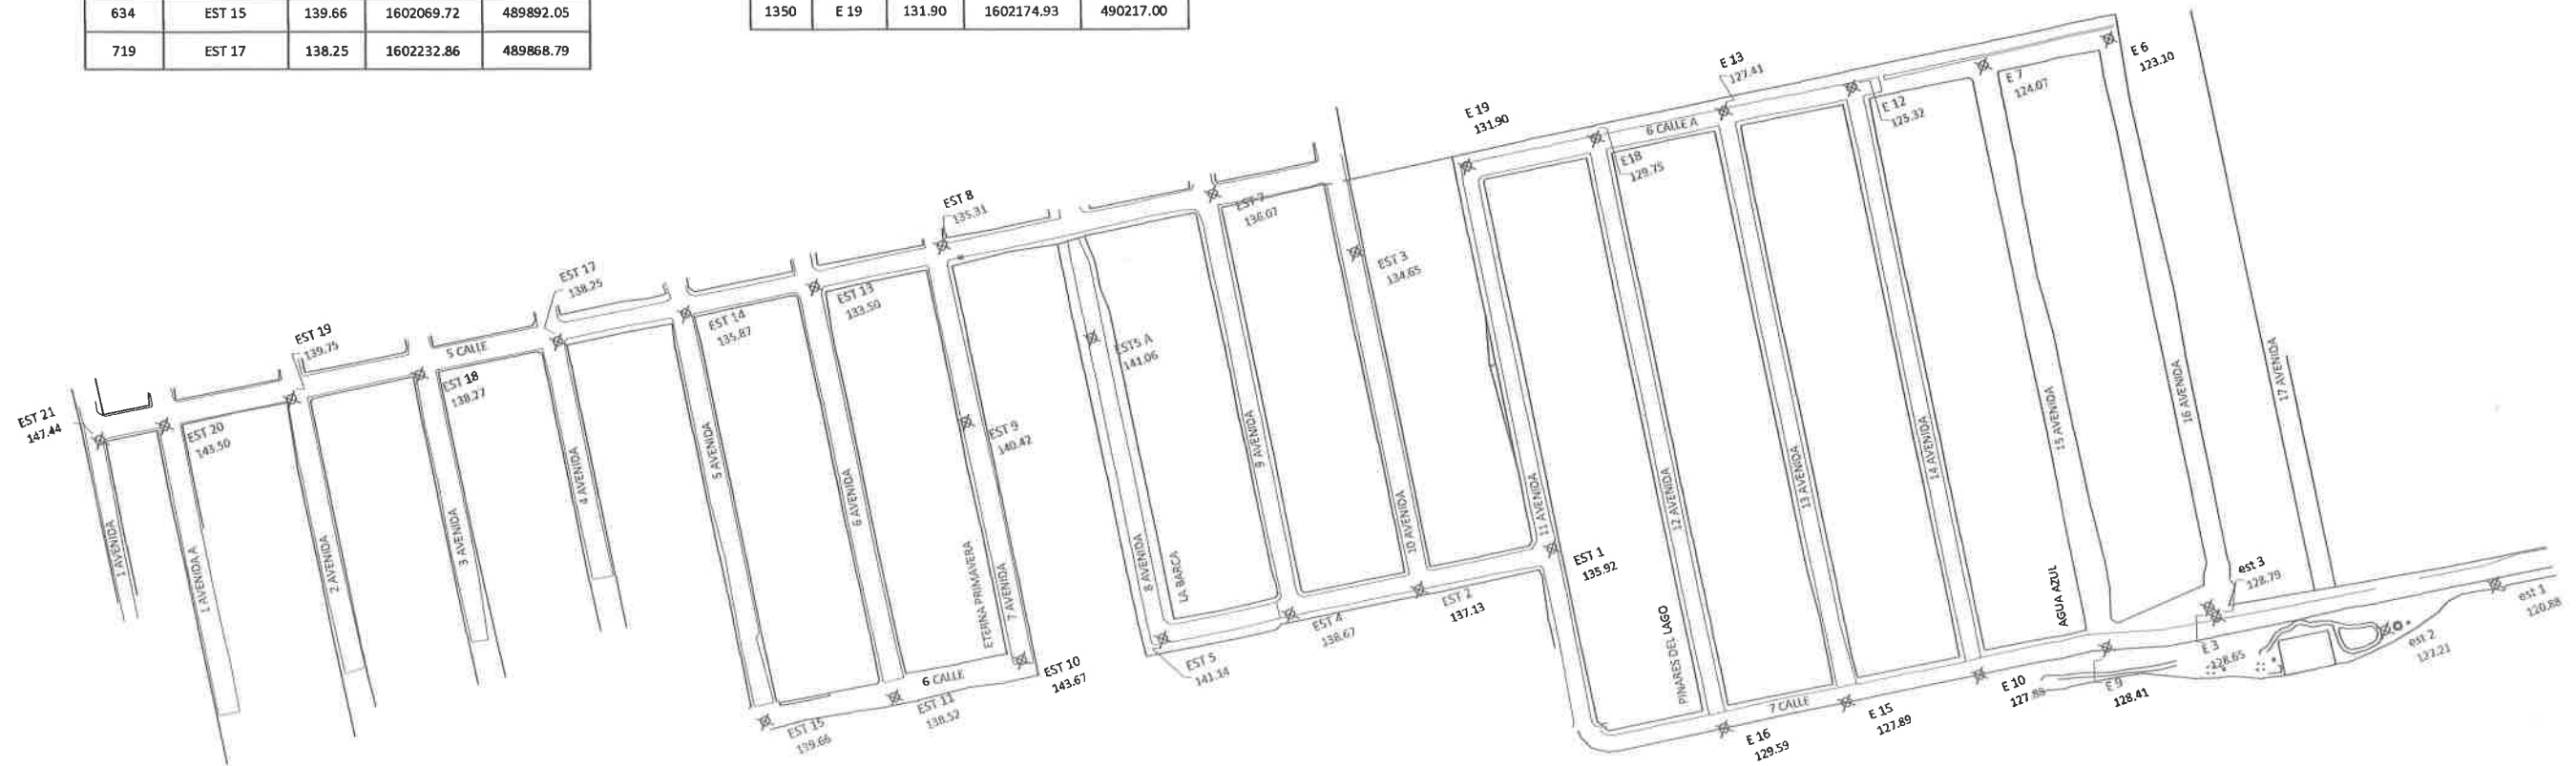 634 EST 15 139.66 1602069.72 489892.05
719 EST 17 138.25 1602232.86 489868.79
1350 E 19 131.90 1602174.93 490217.00
E 6
123.10
E 13
127.41
E 7
124.07
E 12
125.32
E 19
131.90
6 CALLE A
E18
129.75
EST 7
136.07
EST 8
135.31
EST 3
134.65
EST 17
138.25
EST 13
133.50
EST 14
135.87
EST5 A
141.06
EST 19
139.75
5 CALLE
EST 18
138.27
EST 21
147.44
EST 20
143.50
EST 9
140.42
1 AVENIDA
1 AVENIDA A
2 AVENIDA
3 AVENIDA
4 AVENIDA
5 AVENIDA
6 AVENIDA
ETERNA PRIMAVERA
7 AVENIDA
8 AVENIDA
LA BARCA
9 AVENIDA
10 AVENIDA
11 AVENIDA
12 AVENIDA
PINARES DEL LAGO
13 AVENIDA
14 AVENIDA
15 AVENIDA
AGUA AZUL
16 AVENIDA
17 AVENIDA
EST 1
135.92
EST 2
137.13
EST 4
138.67
EST 5
141.14
EST 10
143.67
6 CALLE
EST 11
138.52
EST 15
139.66
est 3
128.79
est 1
120.88
est 2
127.21
E 3
128.65
E 9
128.41
E 10
127.88
7 CALLE
E 15
127.89
E 16
129.59